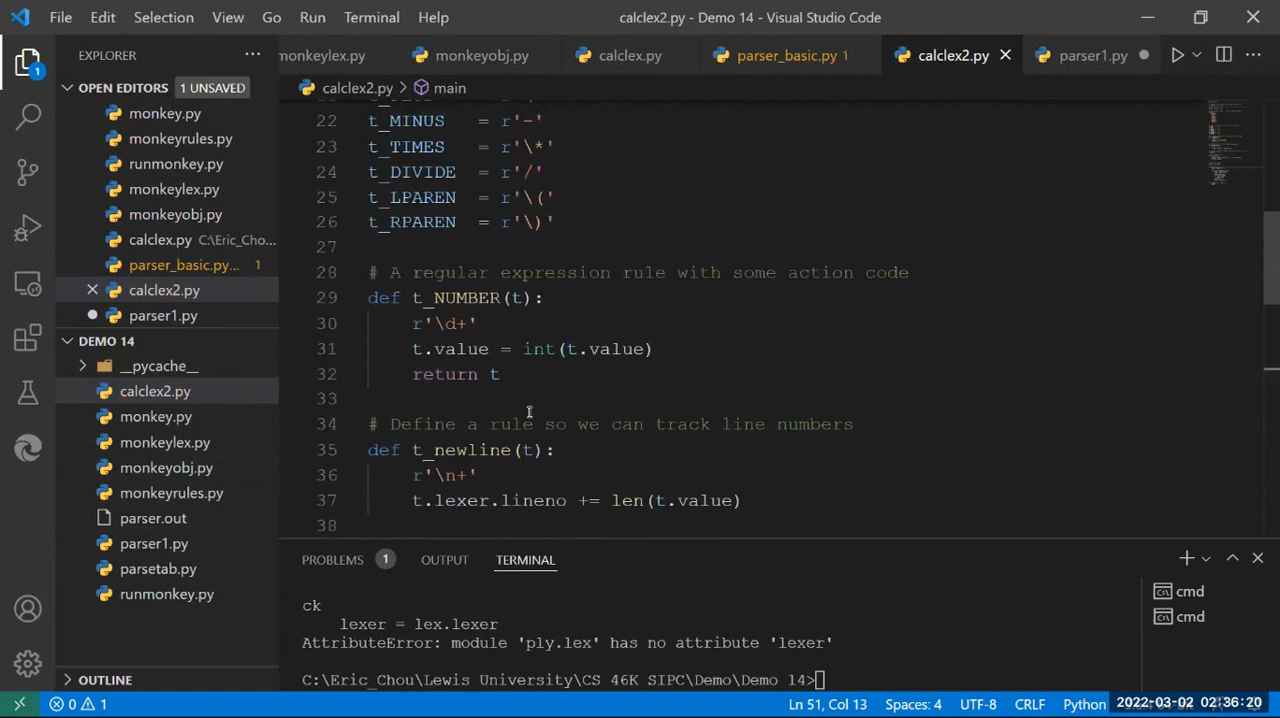 File Edit Selection View Go Run Terminal Help calclex2.py - Demo 14 - Visual Studio Code
EXPLORER
monkeylex.py monkeyobj.py calclex.py parser_basic.py 1 calclex2.py parser1.py
calclex2.py > main
OPEN EDITORS 1 UNSAVED
monkey.py
monkeyrules.py
runmonkey.py
monkeylex.py
monkeyobj.py
calclex.py C:\Eric_Cho...
parser_basic.py... 1
calclex2.py
parser1.py
DEMO 14
__pycache__
calclex2.py
monkey.py
monkeylex.py
monkeyobj.py
monkeyrules.py
parser.out
parser1.py
parsetab.py
runmonkey.py
OUTLINE
1
22 t_MINUS = r'-'
23 t_TIMES = r'\*'
24 t_DIVIDE = r'/'
25 t_LPAREN = r'\('
26 t_RPAREN = r'\)'
27
28 # A regular expression rule with some action code
29 def t_NUMBER(t):
30 r'\d+'
31 t.value = int(t.value)
32 return t
33
34 # Define a rule so we can track line numbers
35 def t_newline(t):
36 r'\n+'
37 t.lexer.lineno += len(t.value)
38
PROBLEMS 1 OUTPUT TERMINAL
ck
lexer = lex.lexer
AttributeError: module 'ply.lex' has no attribute 'lexer'
C:\Eric_Chou\Lewis University\CS 46K SIPC\Demo\Demo 14>
cmd
cmd
0 1 Ln 51, Col 13 Spaces: 4 UTF-8 CRLF Python 2022-03-02 02:36:20